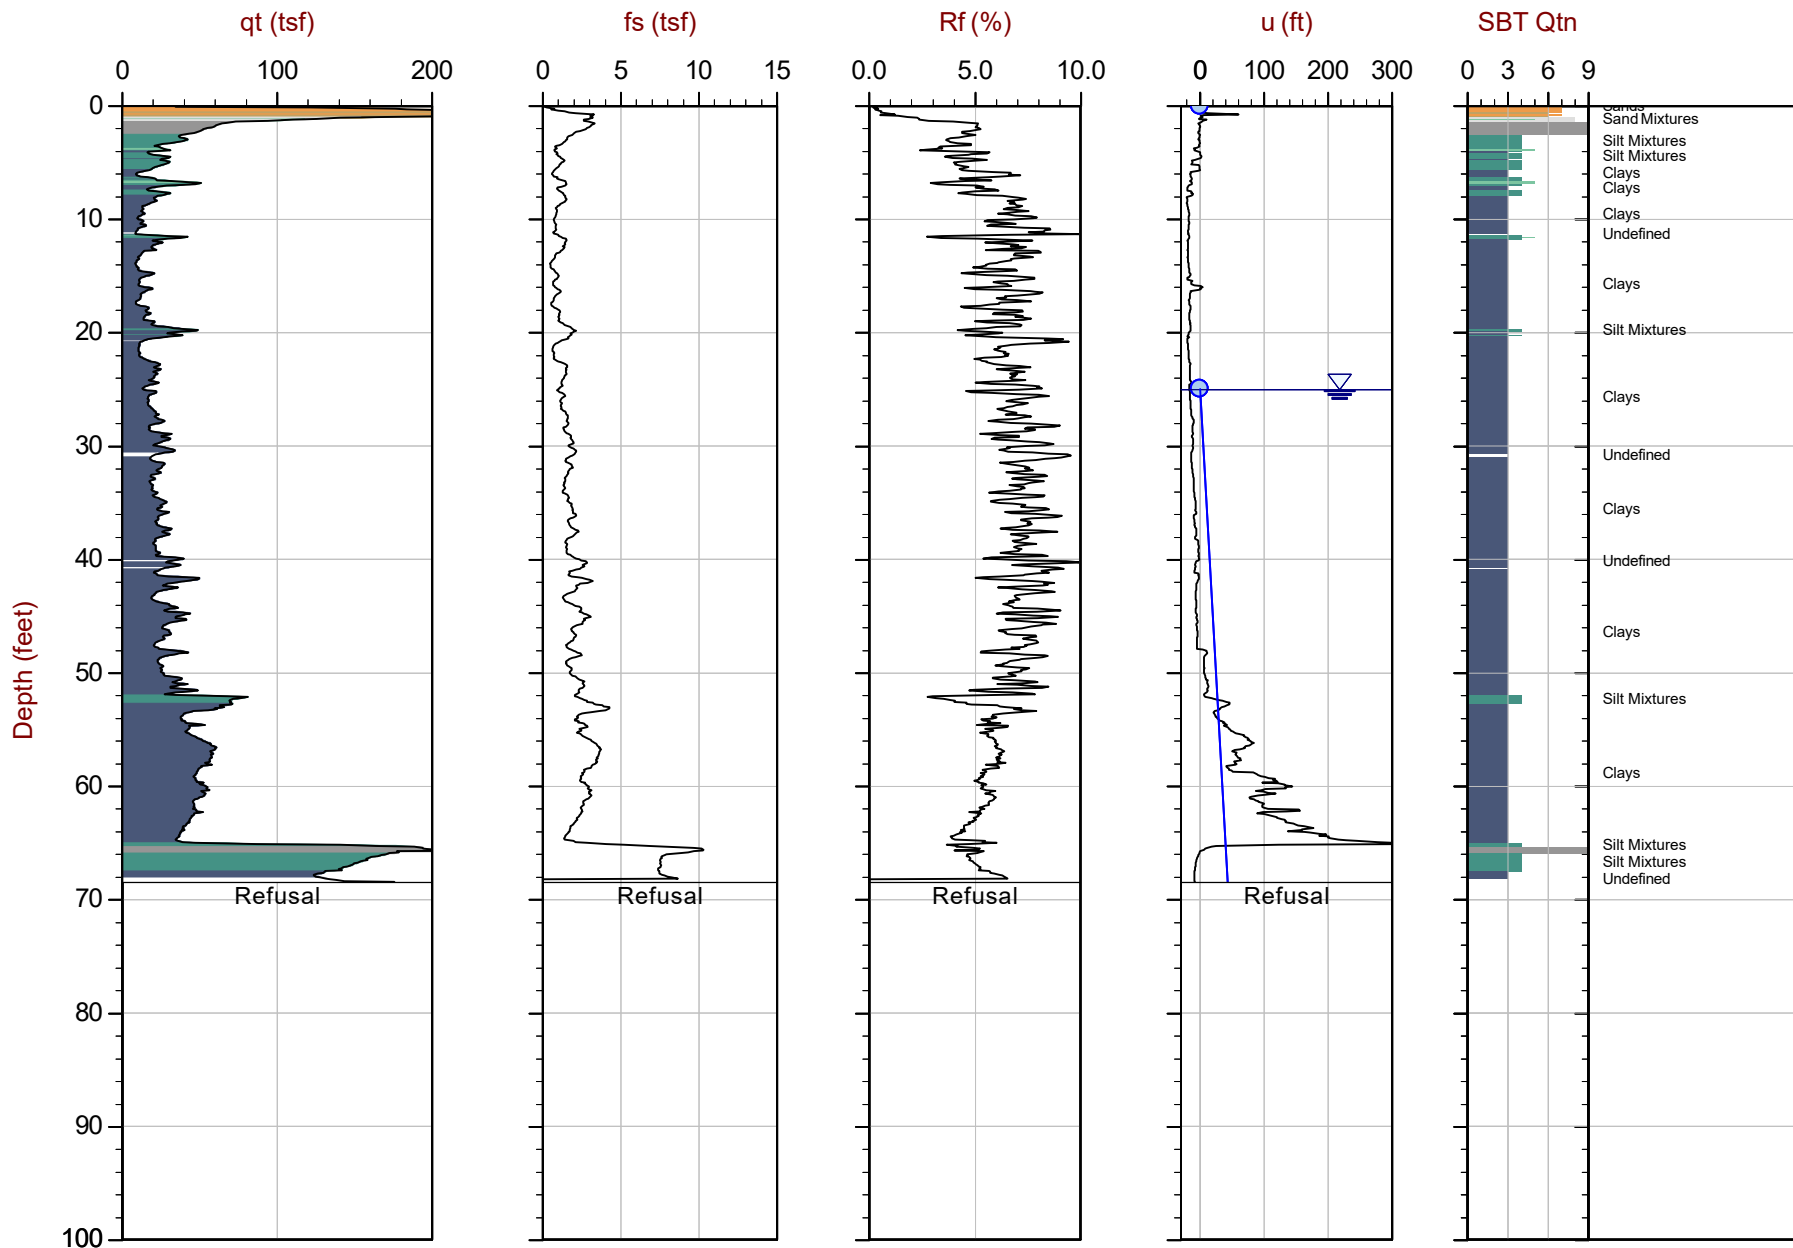 qt (tsf)
fs (tsf)
Rf (%)
u (ft)
SBT Qtn
0 100 200
0 5 10 15
0.0 5.0 10.0
0 100 200 300
0 3 6 9
0
10
20
30
40
50
60
70
80
90
100
Depth (feet)
Sands
Sand Mixtures
Silt Mixtures
Silt Mixtures
Clays
Clays
Clays
Undefined
Clays
Silt Mixtures
Clays
Undefined
Clays
Undefined
Clays
Silt Mixtures
Clays
Silt Mixtures
Silt Mixtures
Undefined
Refusal
Refusal
Refusal
Refusal